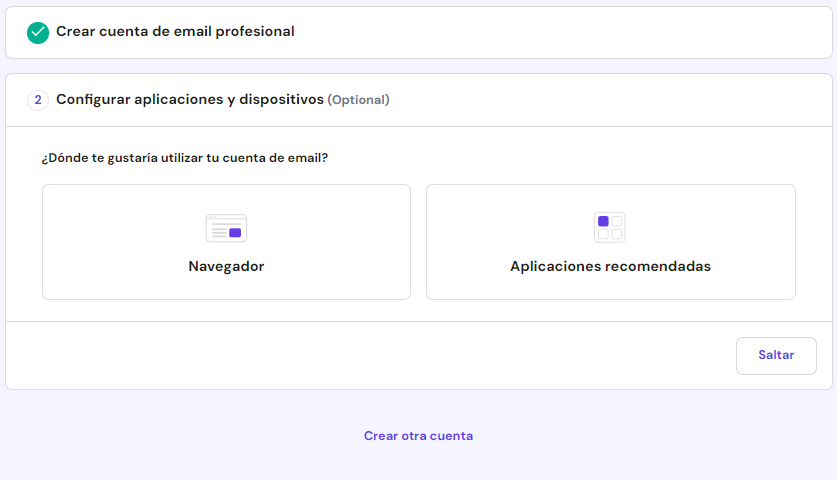 Crear cuenta de email profesional
2 Configurar aplicaciones y dispositivos (Optional)
¿Dónde te gustaría utilizar tu cuenta de email?
Navegador
Aplicaciones recomendadas
Saltar
Crear otra cuenta